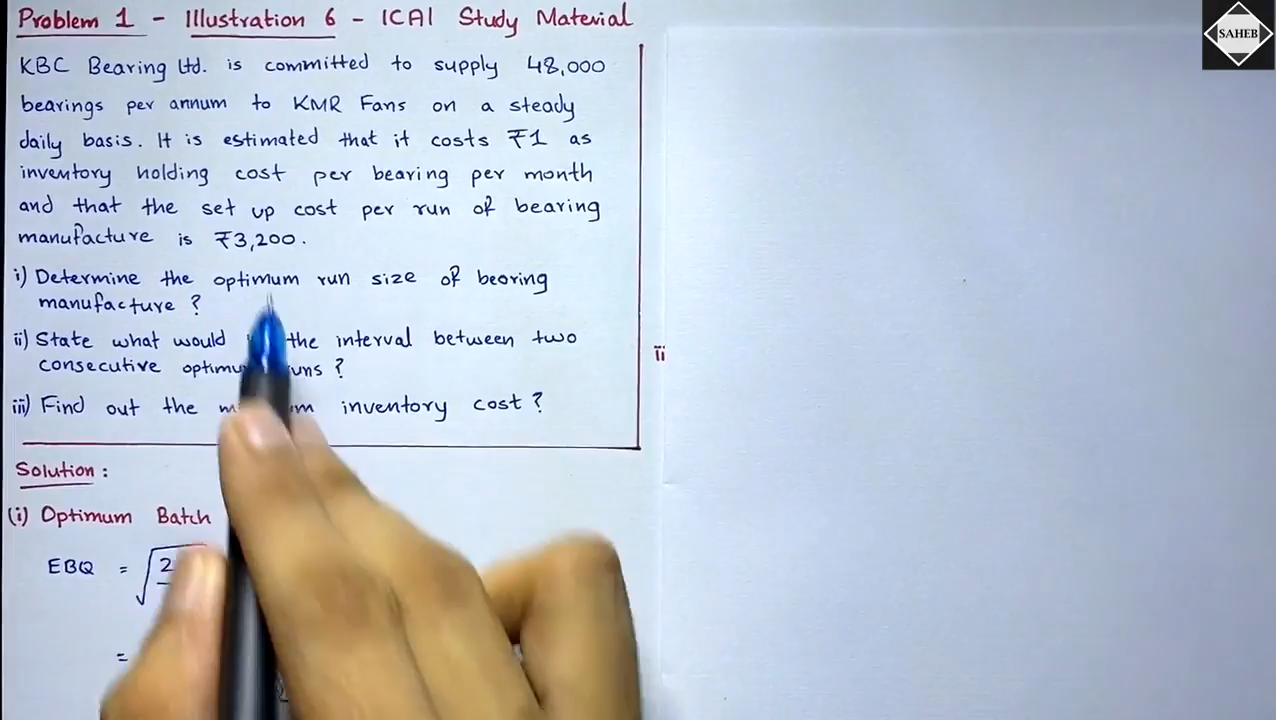 Problem 1 - Illustration 6 - ICAI Study Material
SAHEB
KBC Bearing Ltd. is committed to supply 48,000
bearings per annum to KMR Fans on a steady
daily basis. It is estimated that it costs ₹1 as
inventory holding cost per bearing per month
and that the set up cost per run of bearing
manufacture is ₹3,200.
i) Determine the optimum run size of bearing
manufacture ?
ii) State what would the interval between two
consecutive ?
iii) Find out the inventory cost ?
Solution :
(i) Optimum Batch
EBQ = √2
=
ii